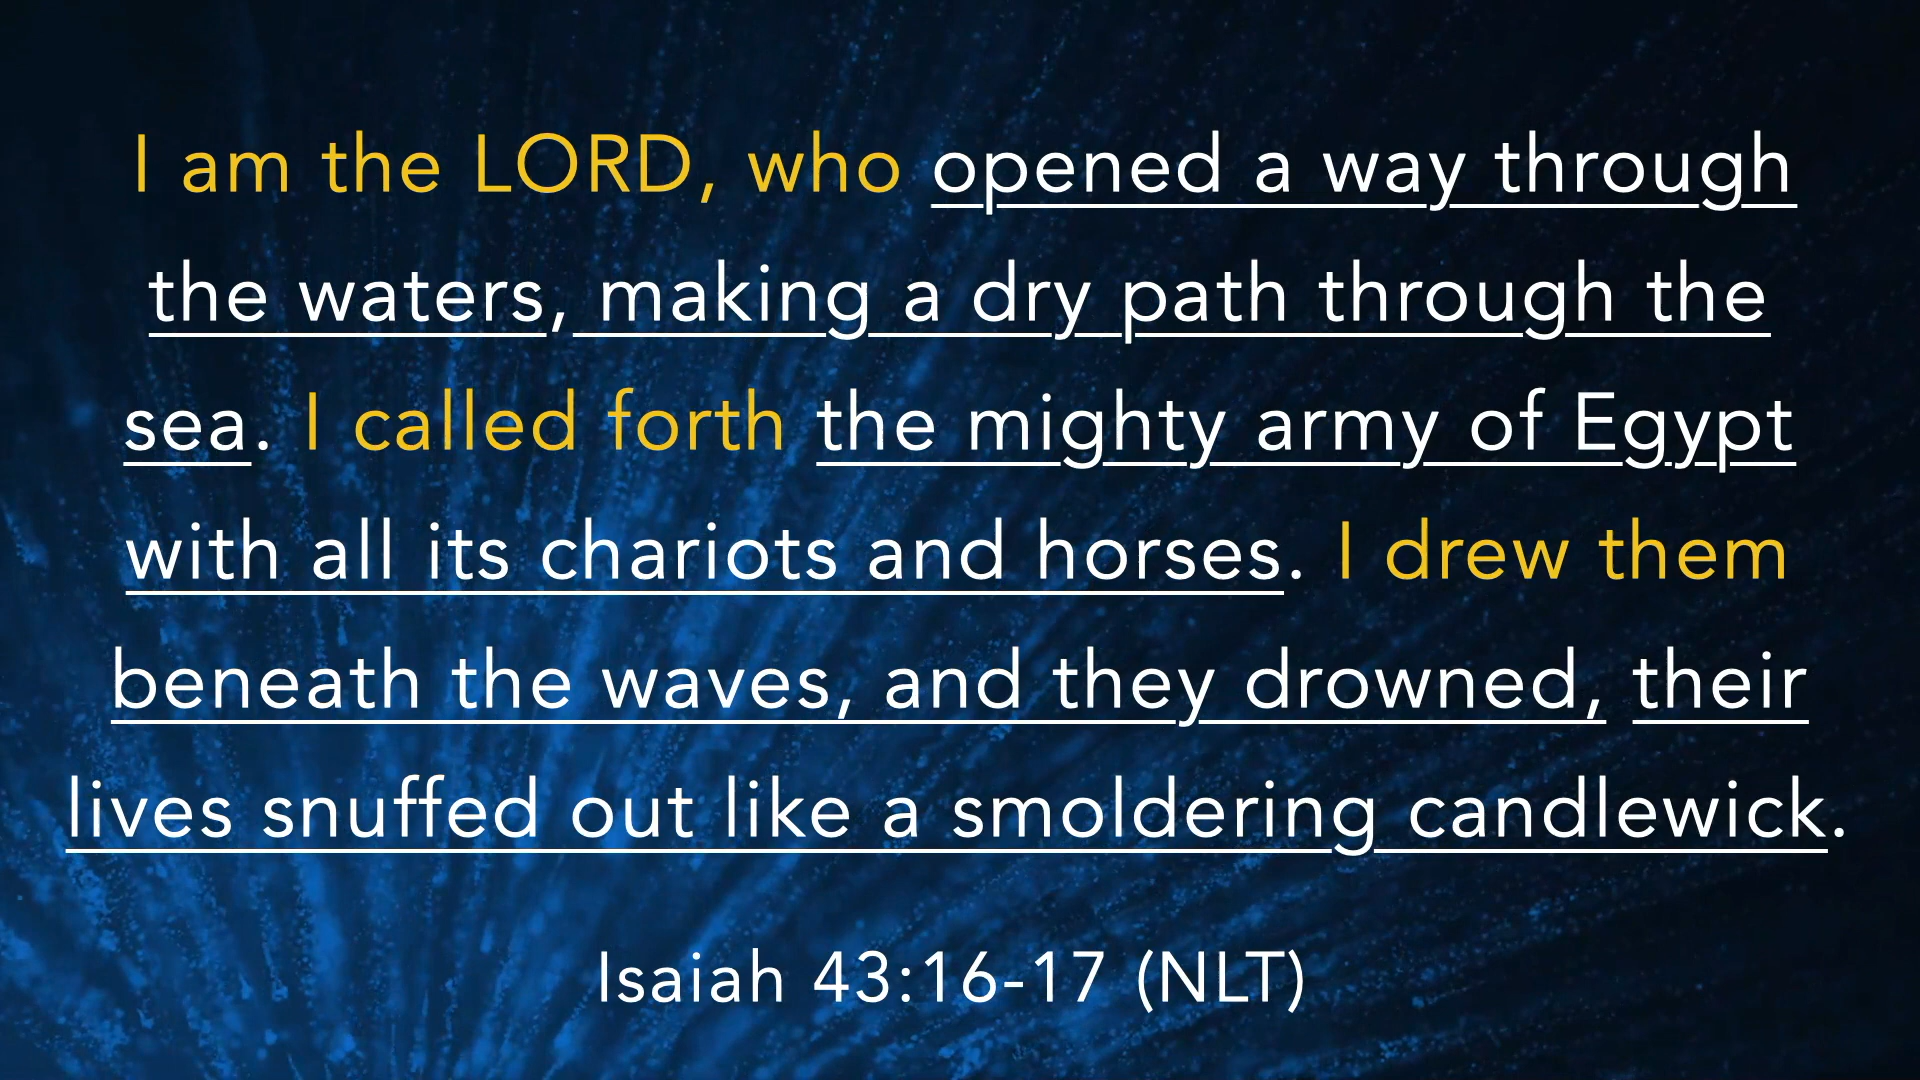 I am the LORD, who opened a way through
the waters, making a dry path through the
sea. I called forth the mighty army of Egypt
with all its chariots and horses. I drew them
beneath the waves, and they drowned, their
lives snuffed out like a smoldering candlewick.
Isaiah 43:16-17 (NLT)